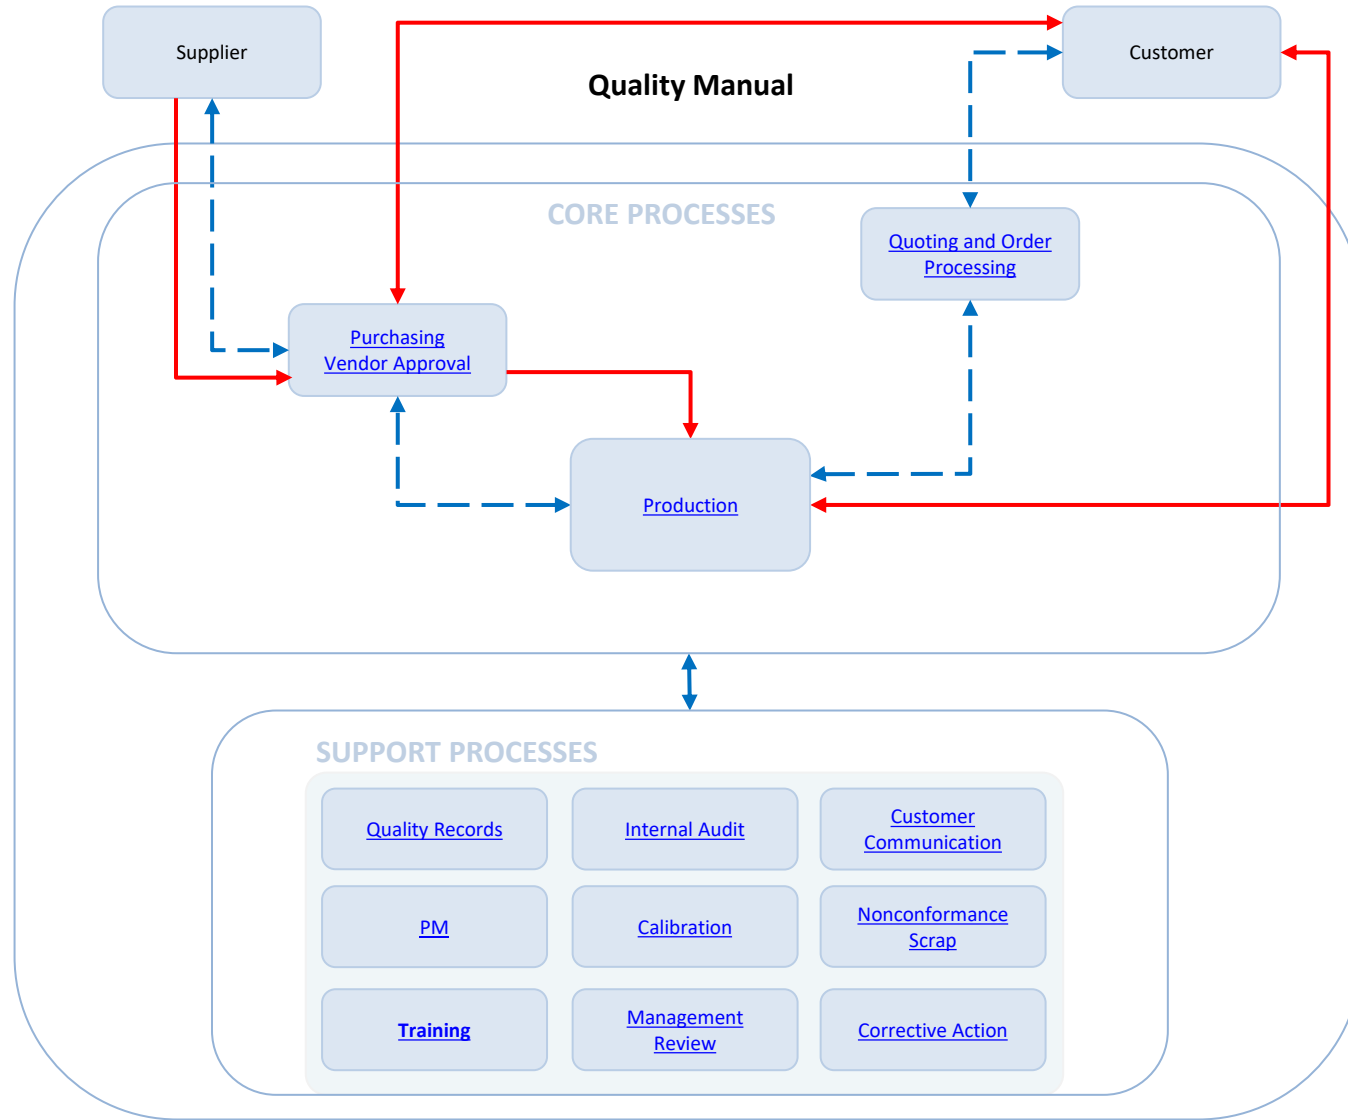 Supplier
Customer
Quality Manual
CORE PROCESSES
Quoting and Order
Processing
Purchasing
Vendor Approval
Production
SUPPORT PROCESSES
Quality Records
Internal Audit
Customer
Communication
PM
Calibration
Nonconformance
Scrap
Training
Management
Review
Corrective Action